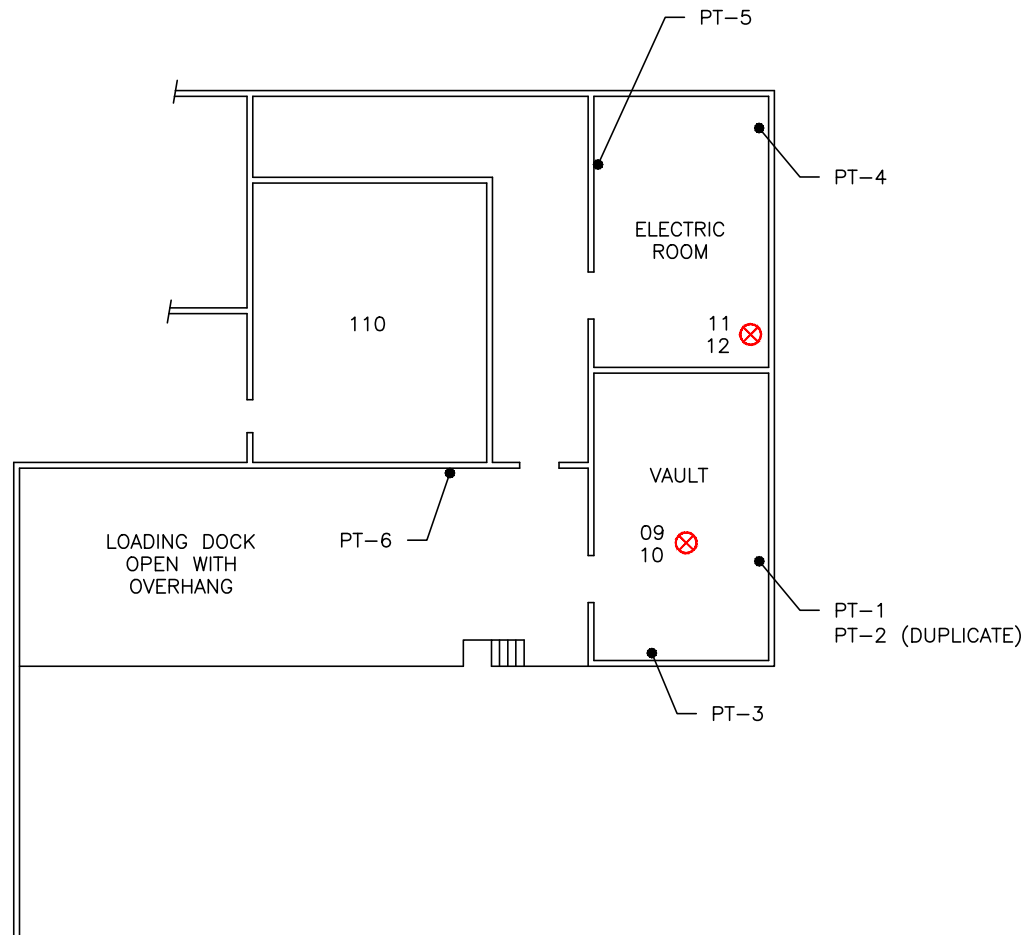 PT-5
PT-4
ELECTRIC
ROOM
110
11
12
VAULT
09
10
PT-6
LOADING DOCK
OPEN WITH
OVERHANG
PT-1
PT-2 (DUPLICATE)
PT-3